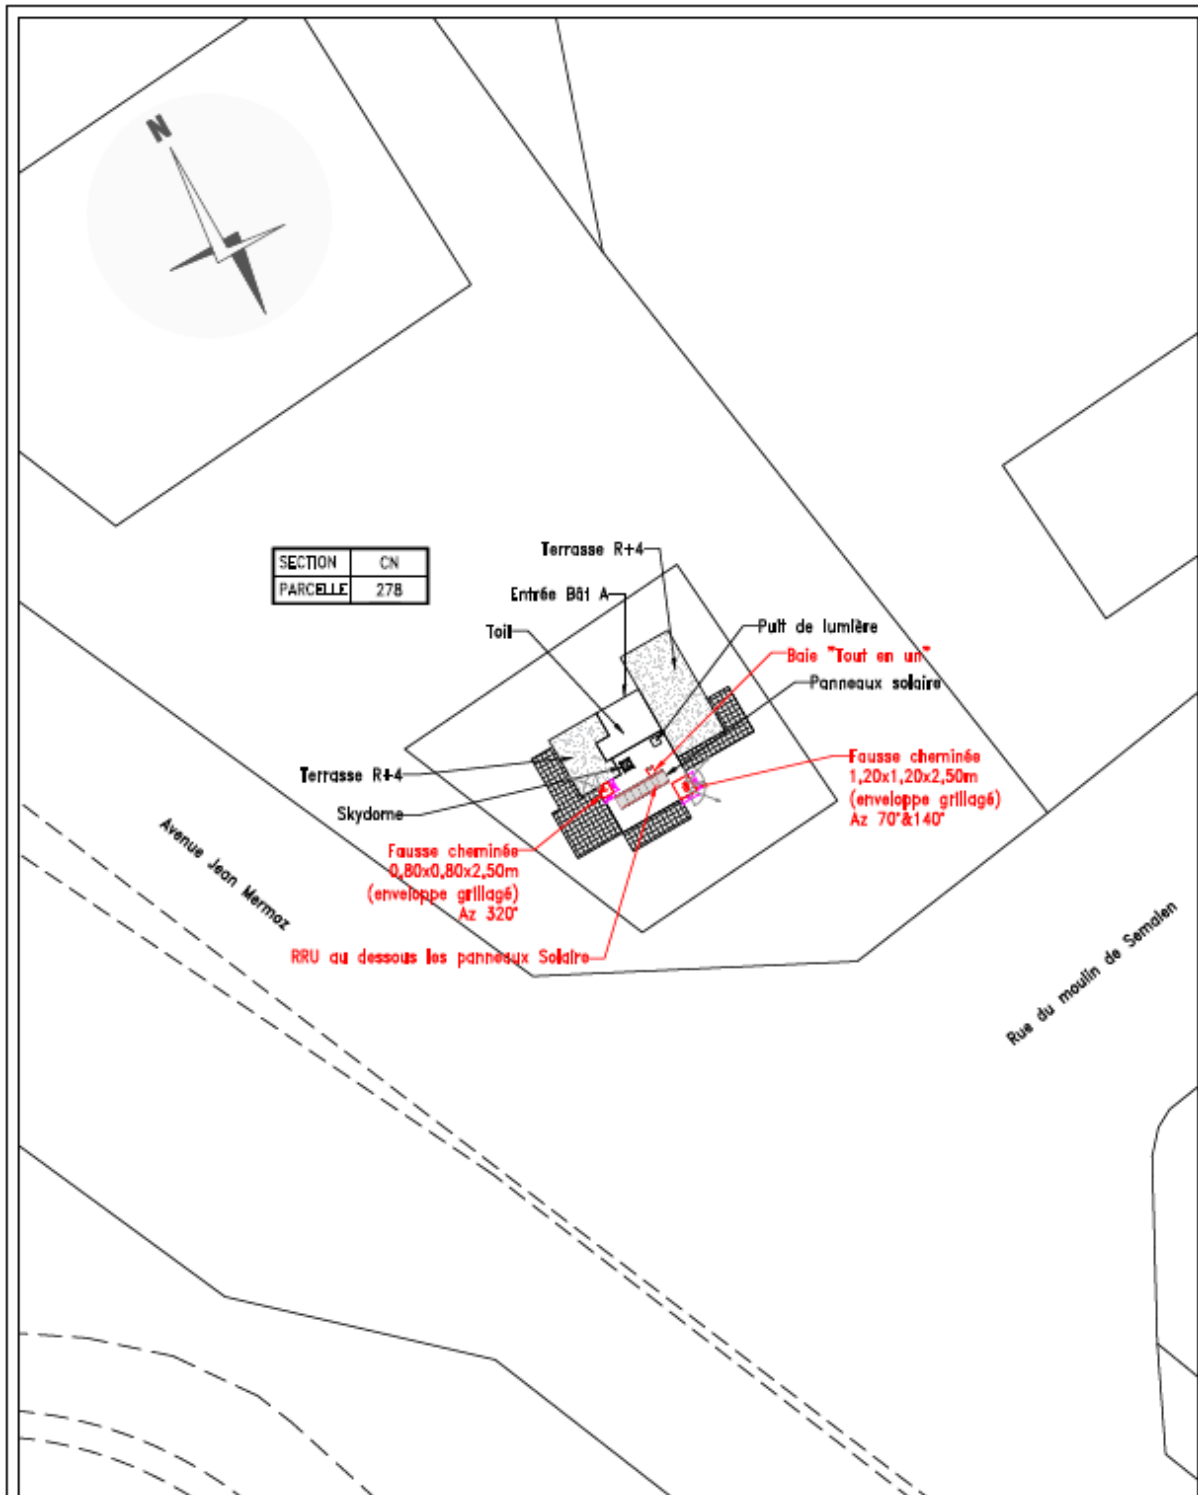 N
SECTION CN
PARCELLE 278
Terrasse R+4
Entrée Bât A
Toit
Puit de lumière
Baie "Tout en un"
Panneaux solaire
Terrasse R+4
Skydome
Fausse cheminée
1,20x1,20x2,50m
(enveloppe grillagé)
Az 70°&140°
Fausse cheminée
0,80x0,80x2,50m
(enveloppe grillagé)
Az 320°
RRU au dessous les panneaux Solaire
Avenue Jean Mermoz
Rue du moulin de Semalen